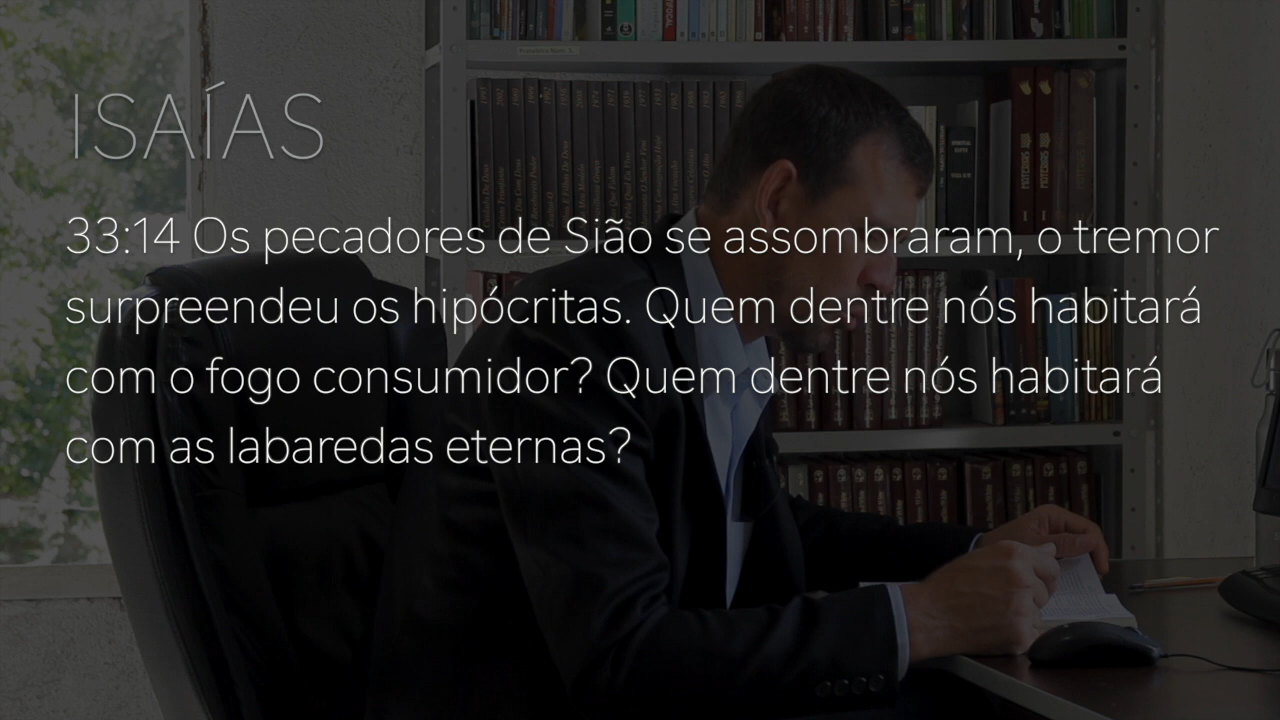 ISAÍAS
33:14 Os pecadores de Sião se assombraram, o tremor
surpreendeu os hipócritas. Quem dentre nós habitará
com o fogo consumidor? Quem dentre nós habitará
com as labaredas eternas?